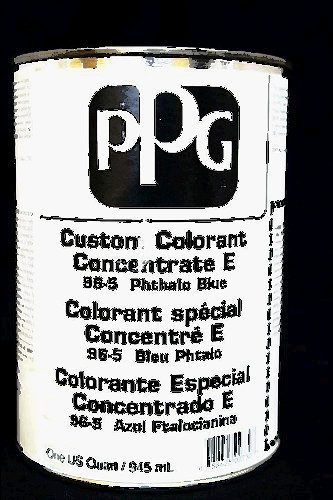 PPG
Custom Colorant
Concentrate E
96-5 Phthalo Blue
Colorant spécial
Concentré E
96-5 Bleu Phtalo
Colorante Especial
Concentrado E
96-5 Azul Ftalocianina
One US Quart / 945 mL